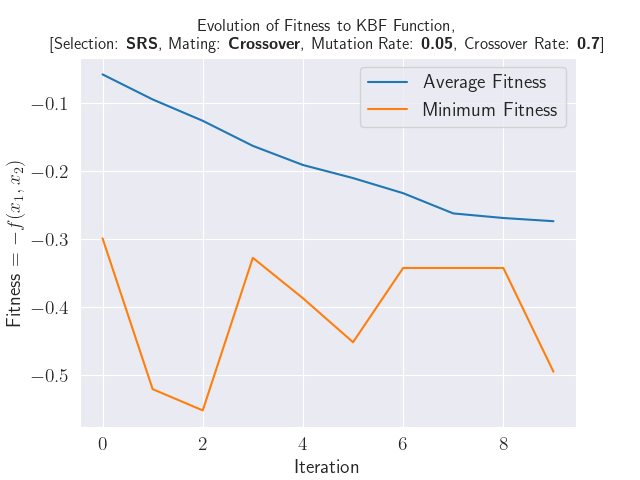 Evolution of Fitness to KBF Function,
[Selection: SRS, Mating: Crossover, Mutation Rate: 0.05, Crossover Rate: 0.7]
Average Fitness
Minimum Fitness
Fitness = −f(x₁, x₂)
−0.1
−0.2
−0.3
−0.4
−0.5
0 2 4 6 8
Iteration